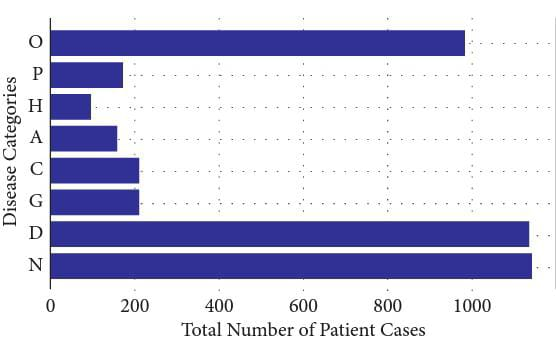 Disease Categories
O
P
H
A
C
G
D
N
0 200 400 600 800 1000
Total Number of Patient Cases